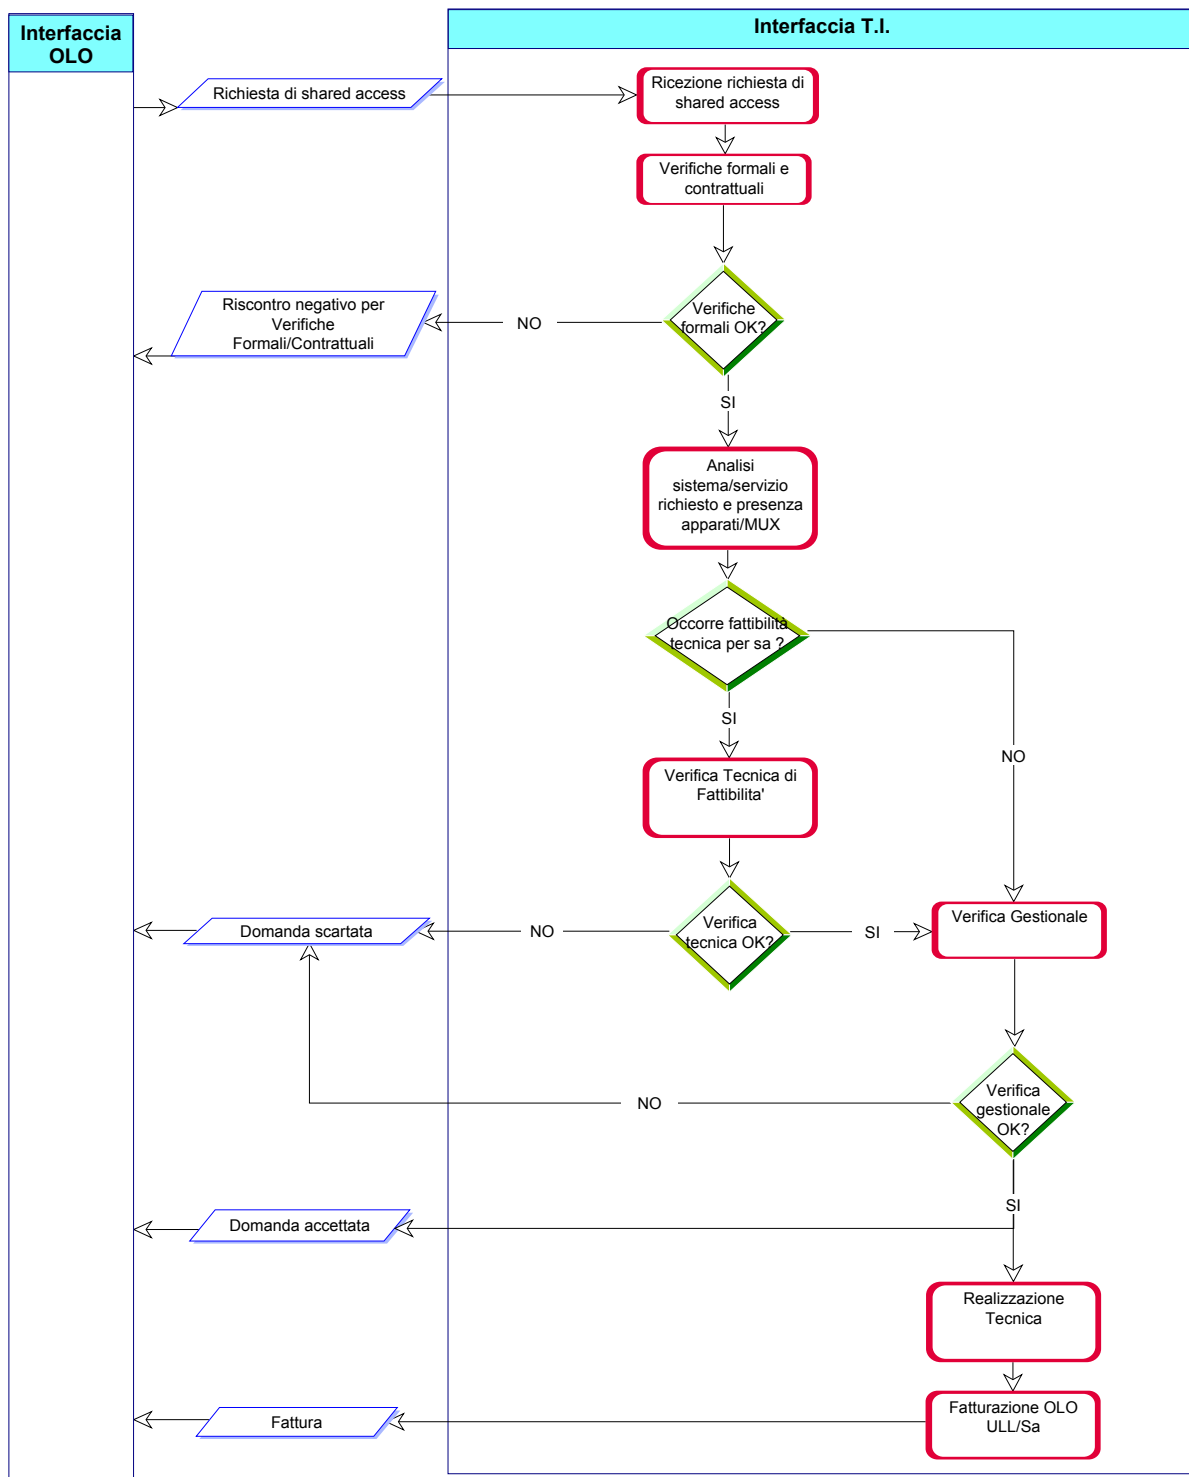 Interfaccia
OLO
Interfaccia T.I.
Richiesta di shared access
Ricezione richiesta di
shared access
Verifiche formali e
contrattuali
Riscontro negativo per
Verifiche
Formali/Contrattuali
NO
Verifiche
formali OK?
SI
Analisi
sistema/servizio
richiesto e presenza
apparati/MUX
Occorre fattibilità
tecnica per sa ?
SI
NO
Verifica Tecnica di
Fattibilita'
Domanda scartata
NO
Verifica
tecnica OK?
SI
Verifica Gestionale
NO
Verifica
gestionale
OK?
SI
Domanda accettata
Realizzazione
Tecnica
Fattura
Fatturazione OLO
ULL/Sa